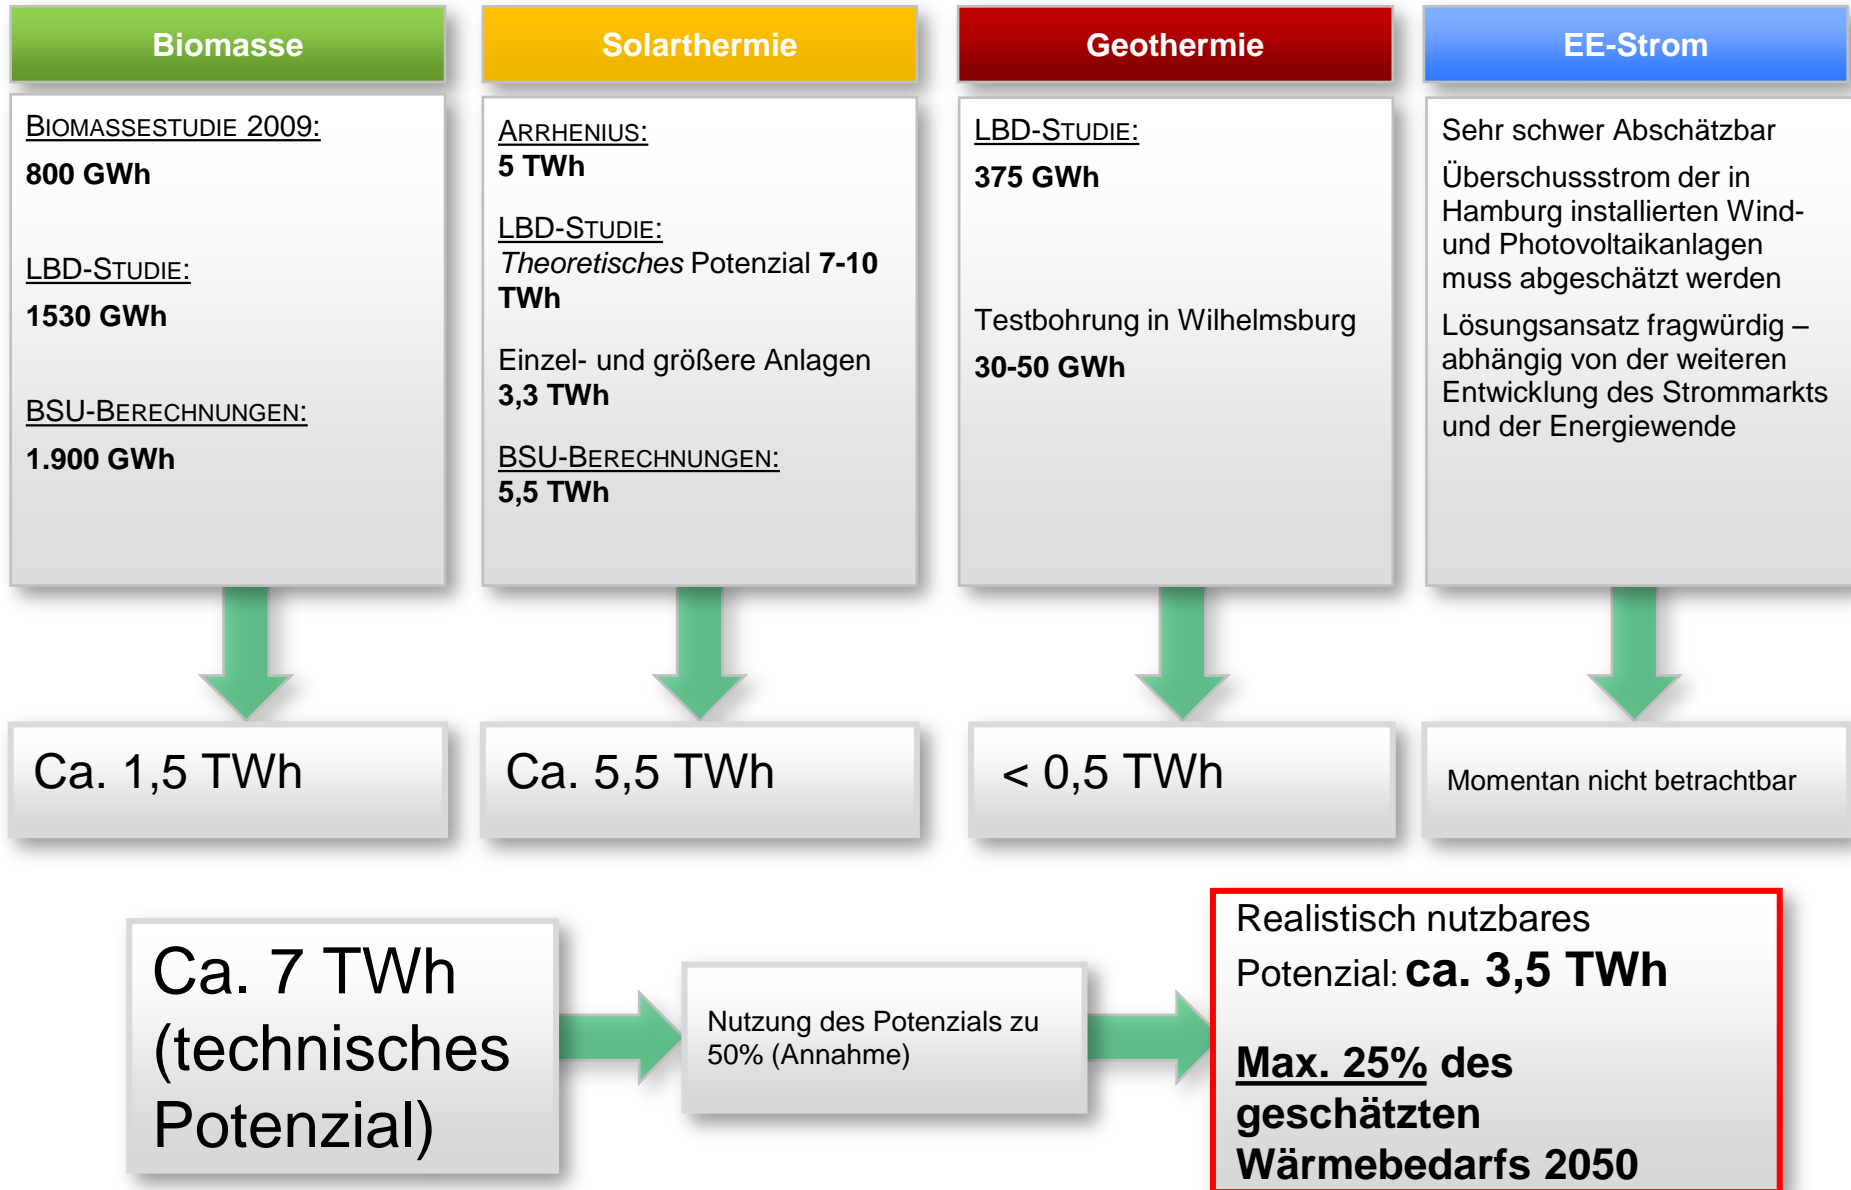 Biomasse
BIOMASSESTUDIE 2009:
800 GWh
LBD-STUDIE:
1530 GWh
BSU-BERECHNUNGEN:
1.900 GWh
Ca. 1,5 TWh
Solarthermie
ARRHENIUS:
5 TWh
LBD-STUDIE:
Theoretisches Potenzial 7-10
TWh
Einzel- und größere Anlagen
3,3 TWh
BSU-BERECHNUNGEN:
5,5 TWh
Ca. 5,5 TWh
Geothermie
LBD-STUDIE:
375 GWh
Testbohrung in Wilhelmsburg
30-50 GWh
< 0,5 TWh
EE-Strom
Sehr schwer Abschätzbar
Überschussstrom der in
Hamburg installierten Wind-
und Photovoltaikanlagen
muss abgeschätzt werden
Lösungsansatz fragwürdig –
abhängig von der weiteren
Entwicklung des Strommarkts
und der Energiewende
Momentan nicht betrachtbar
Ca. 7 TWh
(technisches
Potenzial)
Nutzung des Potenzials zu
50% (Annahme)
Realistisch nutzbares
Potenzial: ca. 3,5 TWh
Max. 25% des
geschätzten
Wärmebedarfs 2050